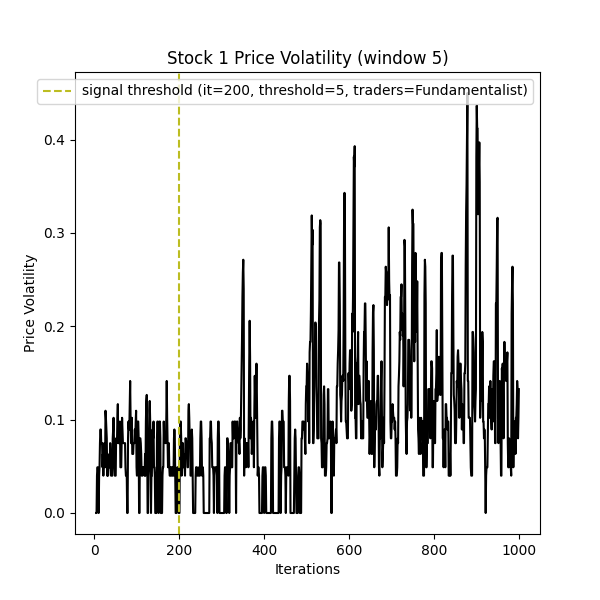 Stock 1 Price Volatility (window 5)
signal threshold (it=200, threshold=5, traders=Fundamentalist)
Price Volatility
0.4
0.3
0.2
0.1
0.0
0 200 400 600 800 1000
Iterations